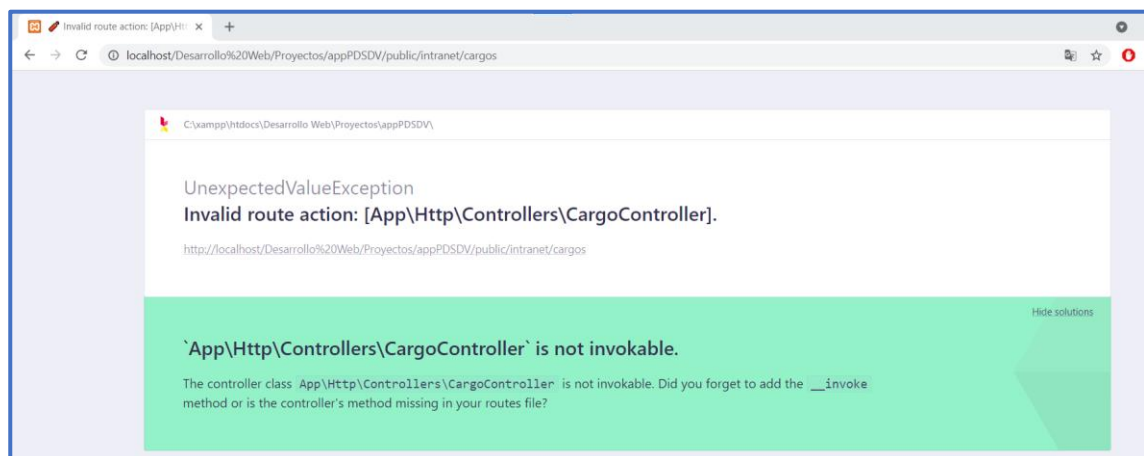 Invalid route action: [App\Ht
localhost/Desarrollo%20Web/Proyectos/appPDSDV/public/intranet/cargos
C:\xampp\htdocs\Desarrollo Web\Proyectos\appPDSDV\
UnexpectedValueException
Invalid route action: [App\Http\Controllers\CargoController].
http://localhost/Desarrollo%20Web/Proyectos/appPDSDV/public/intranet/cargos
Hide solutions
`App\Http\Controllers\CargoController` is not invokable.
The controller class App\Http\Controllers\CargoController is not invokable. Did you forget to add the __invoke
method or is the controller's method missing in your routes file?